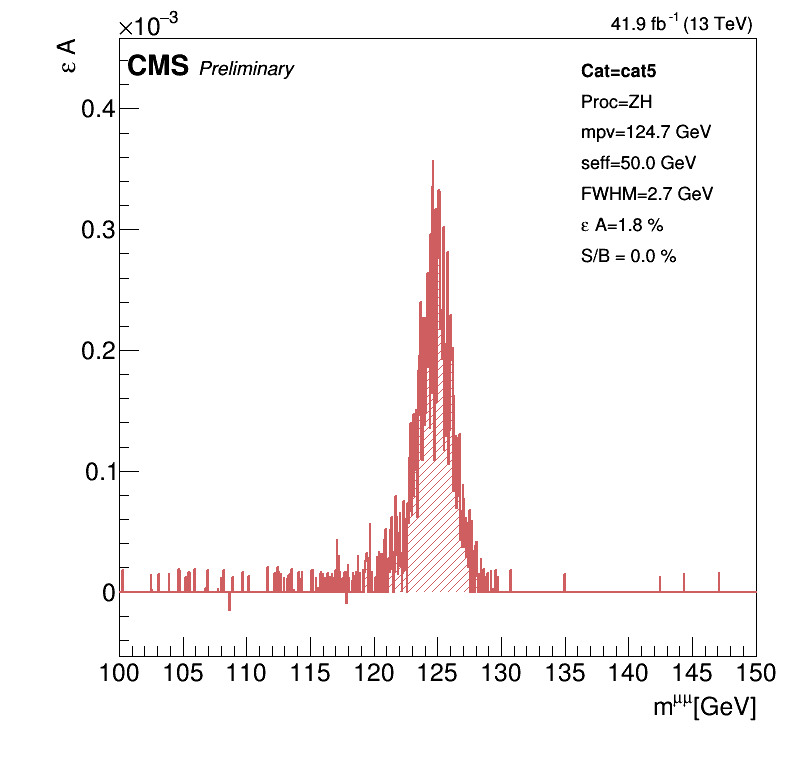 ×10⁻³
41.9 fb⁻¹ (13 TeV)
ε A
CMS Preliminary
Cat=cat5
Proc=ZH
mpv=124.7 GeV
seff=50.0 GeV
FWHM=2.7 GeV
ε A=1.8 %
S/B = 0.0 %
0.4
0.3
0.2
0.1
0
100 105 110 115 120 125 130 135 140 145 150
m^μμ[GeV]